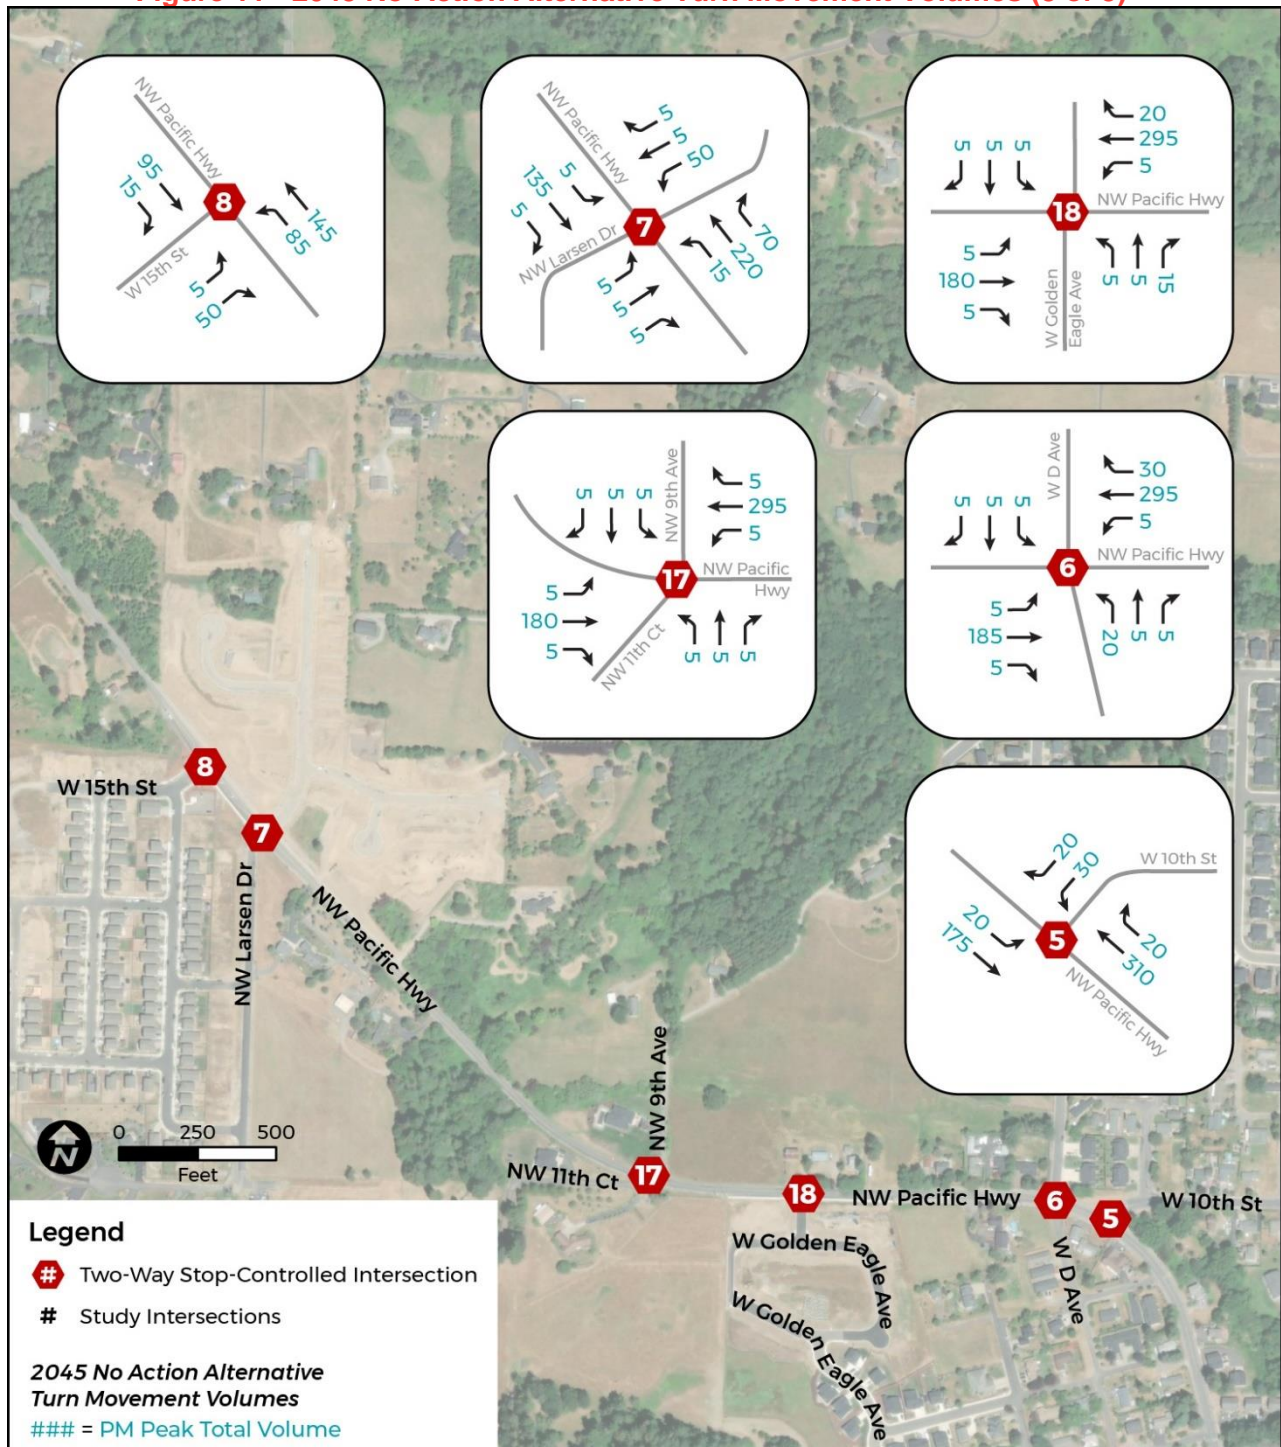 NW Pacific Hwy
95
15
8
145
85
W 15th St
5
50
NW Pacific Hwy
5
5
50
5
135
5
7
NW Larsen Dr
70
220
15
5
5
5
5 5 5
20
295
5
NW Pacific Hwy
18
5
180
5
W Golden
Eagle Ave
5 5 15
NW 9th Ave
5 5 5
5
295
5
17
NW Pacific
Hwy
5
180
5
NW 11th Ct
5 5 5
W D Ave
5 5 5
30
295
5
NW Pacific Hwy
6
5
185
5
20 5 5
W 10th St
20
30
20
175
5
20
310
NW Pacific Hwy
8
W 15th St
7
NW Larsen Dr
NW Pacific Hwy
NW 9th Ave
N
0 250 500
Feet
NW 11th Ct
17
18
NW Pacific Hwy
6
5
W 10th St
W Golden Eagle Ave
W D Ave
W Golden Eagle Ave
Legend
# Two-Way Stop-Controlled Intersection
# Study Intersections
2045 No Action Alternative
Turn Movement Volumes
### = PM Peak Total Volume